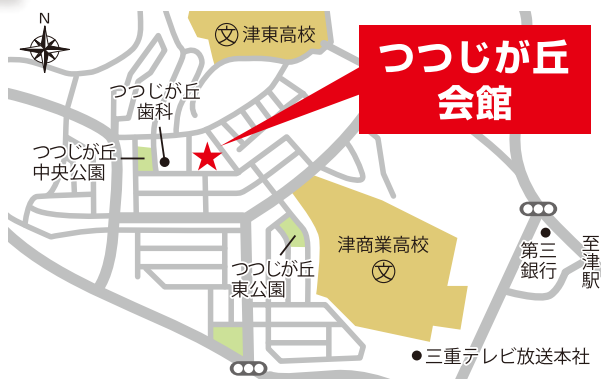 N
文 津東高校
つつじが丘
会館
つつじが丘
歯科
つつじが丘
中央公園
津商業高校
文
第三
銀行
至津駅
つつじが丘
東公園
三重テレビ放送本社